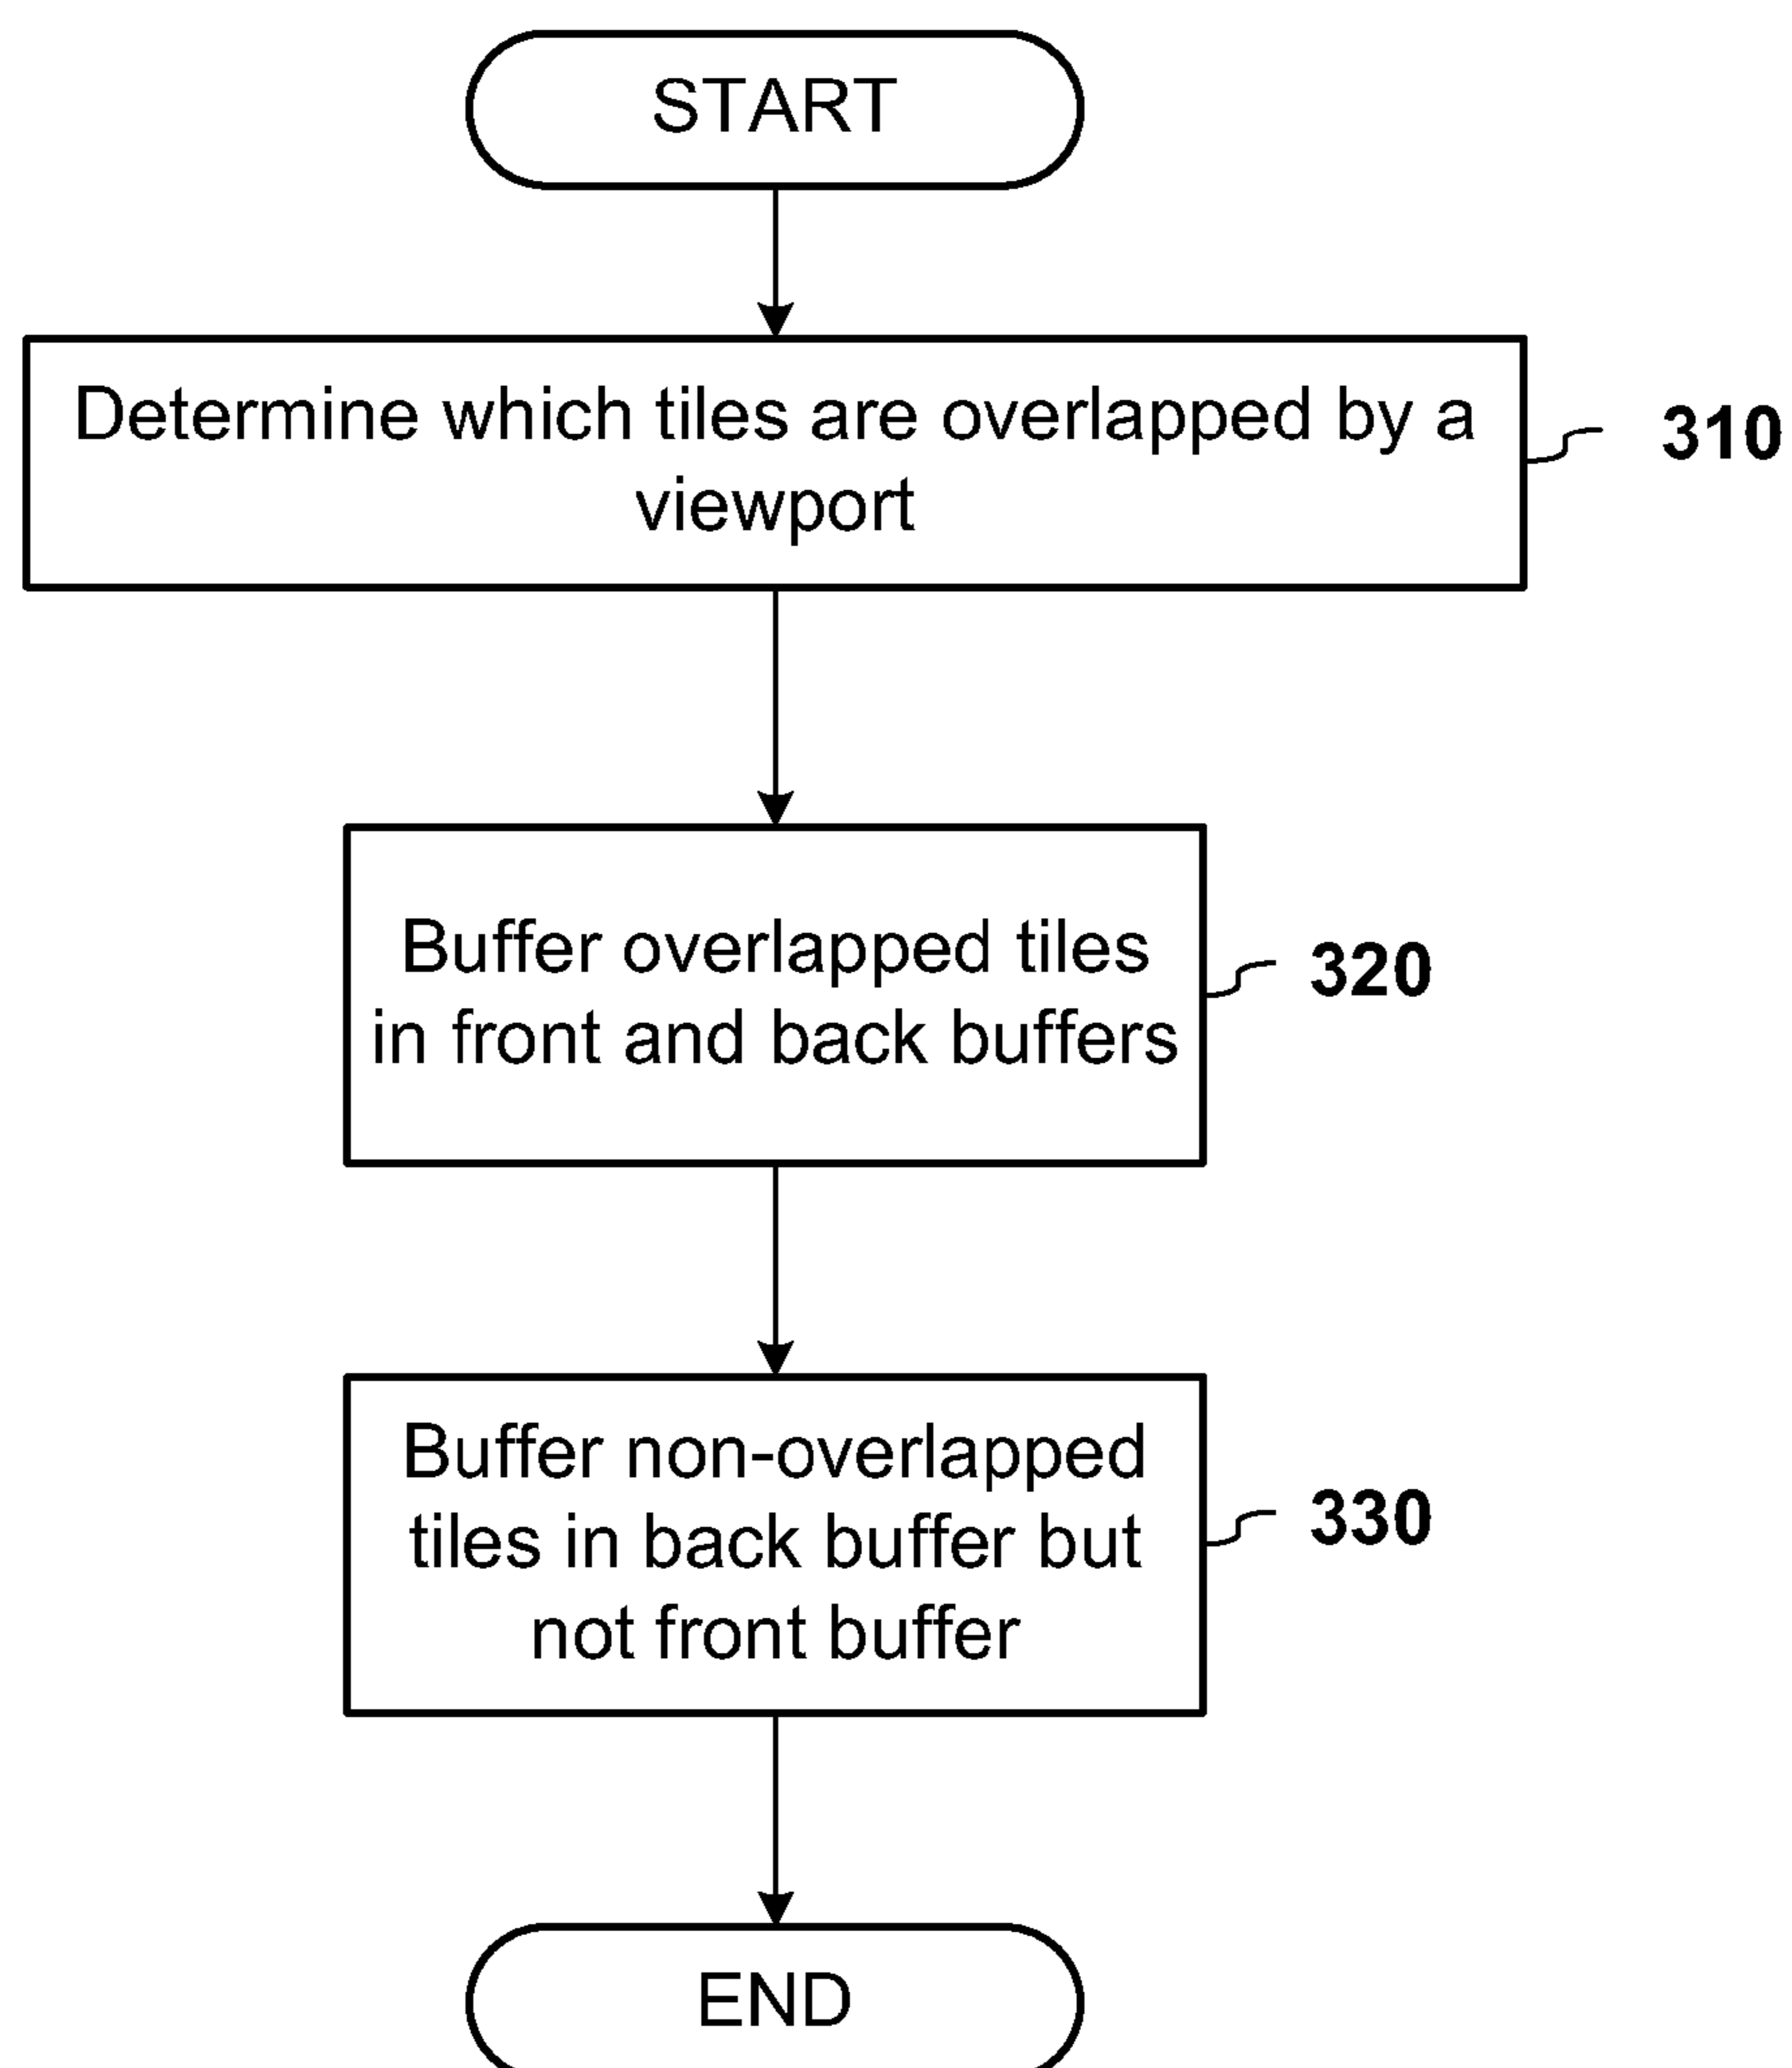 START
Determine which tiles are overlapped by a
viewport
310
Buffer overlapped tiles
in front and back buffers
320
Buffer non-overlapped
tiles in back buffer but
not front buffer
330
END